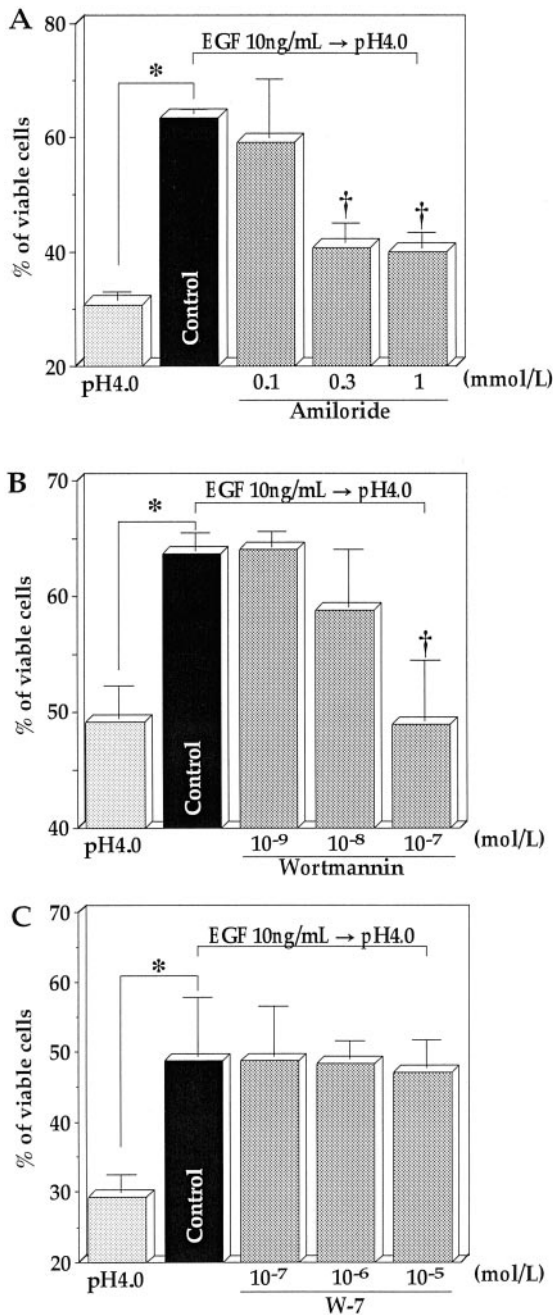 A
80
EGF 10ng/mL → pH4.0
*
60
† †
% of viable cells
40
Control
20
pH4.0 0.1 0.3 1 (mmol/L)
Amiloride
B
70
EGF 10ng/mL → pH4.0
*
60
†
% of viable cells
50
Control
40
pH4.0 10-9 10-8 10-7 (mol/L)
Wortmannin
C
70
EGF 10ng/mL → pH4.0
60
*
% of viable cells
50
40
Control
30
20
pH4.0 10-7 10-6 10-5 (mol/L)
W-7